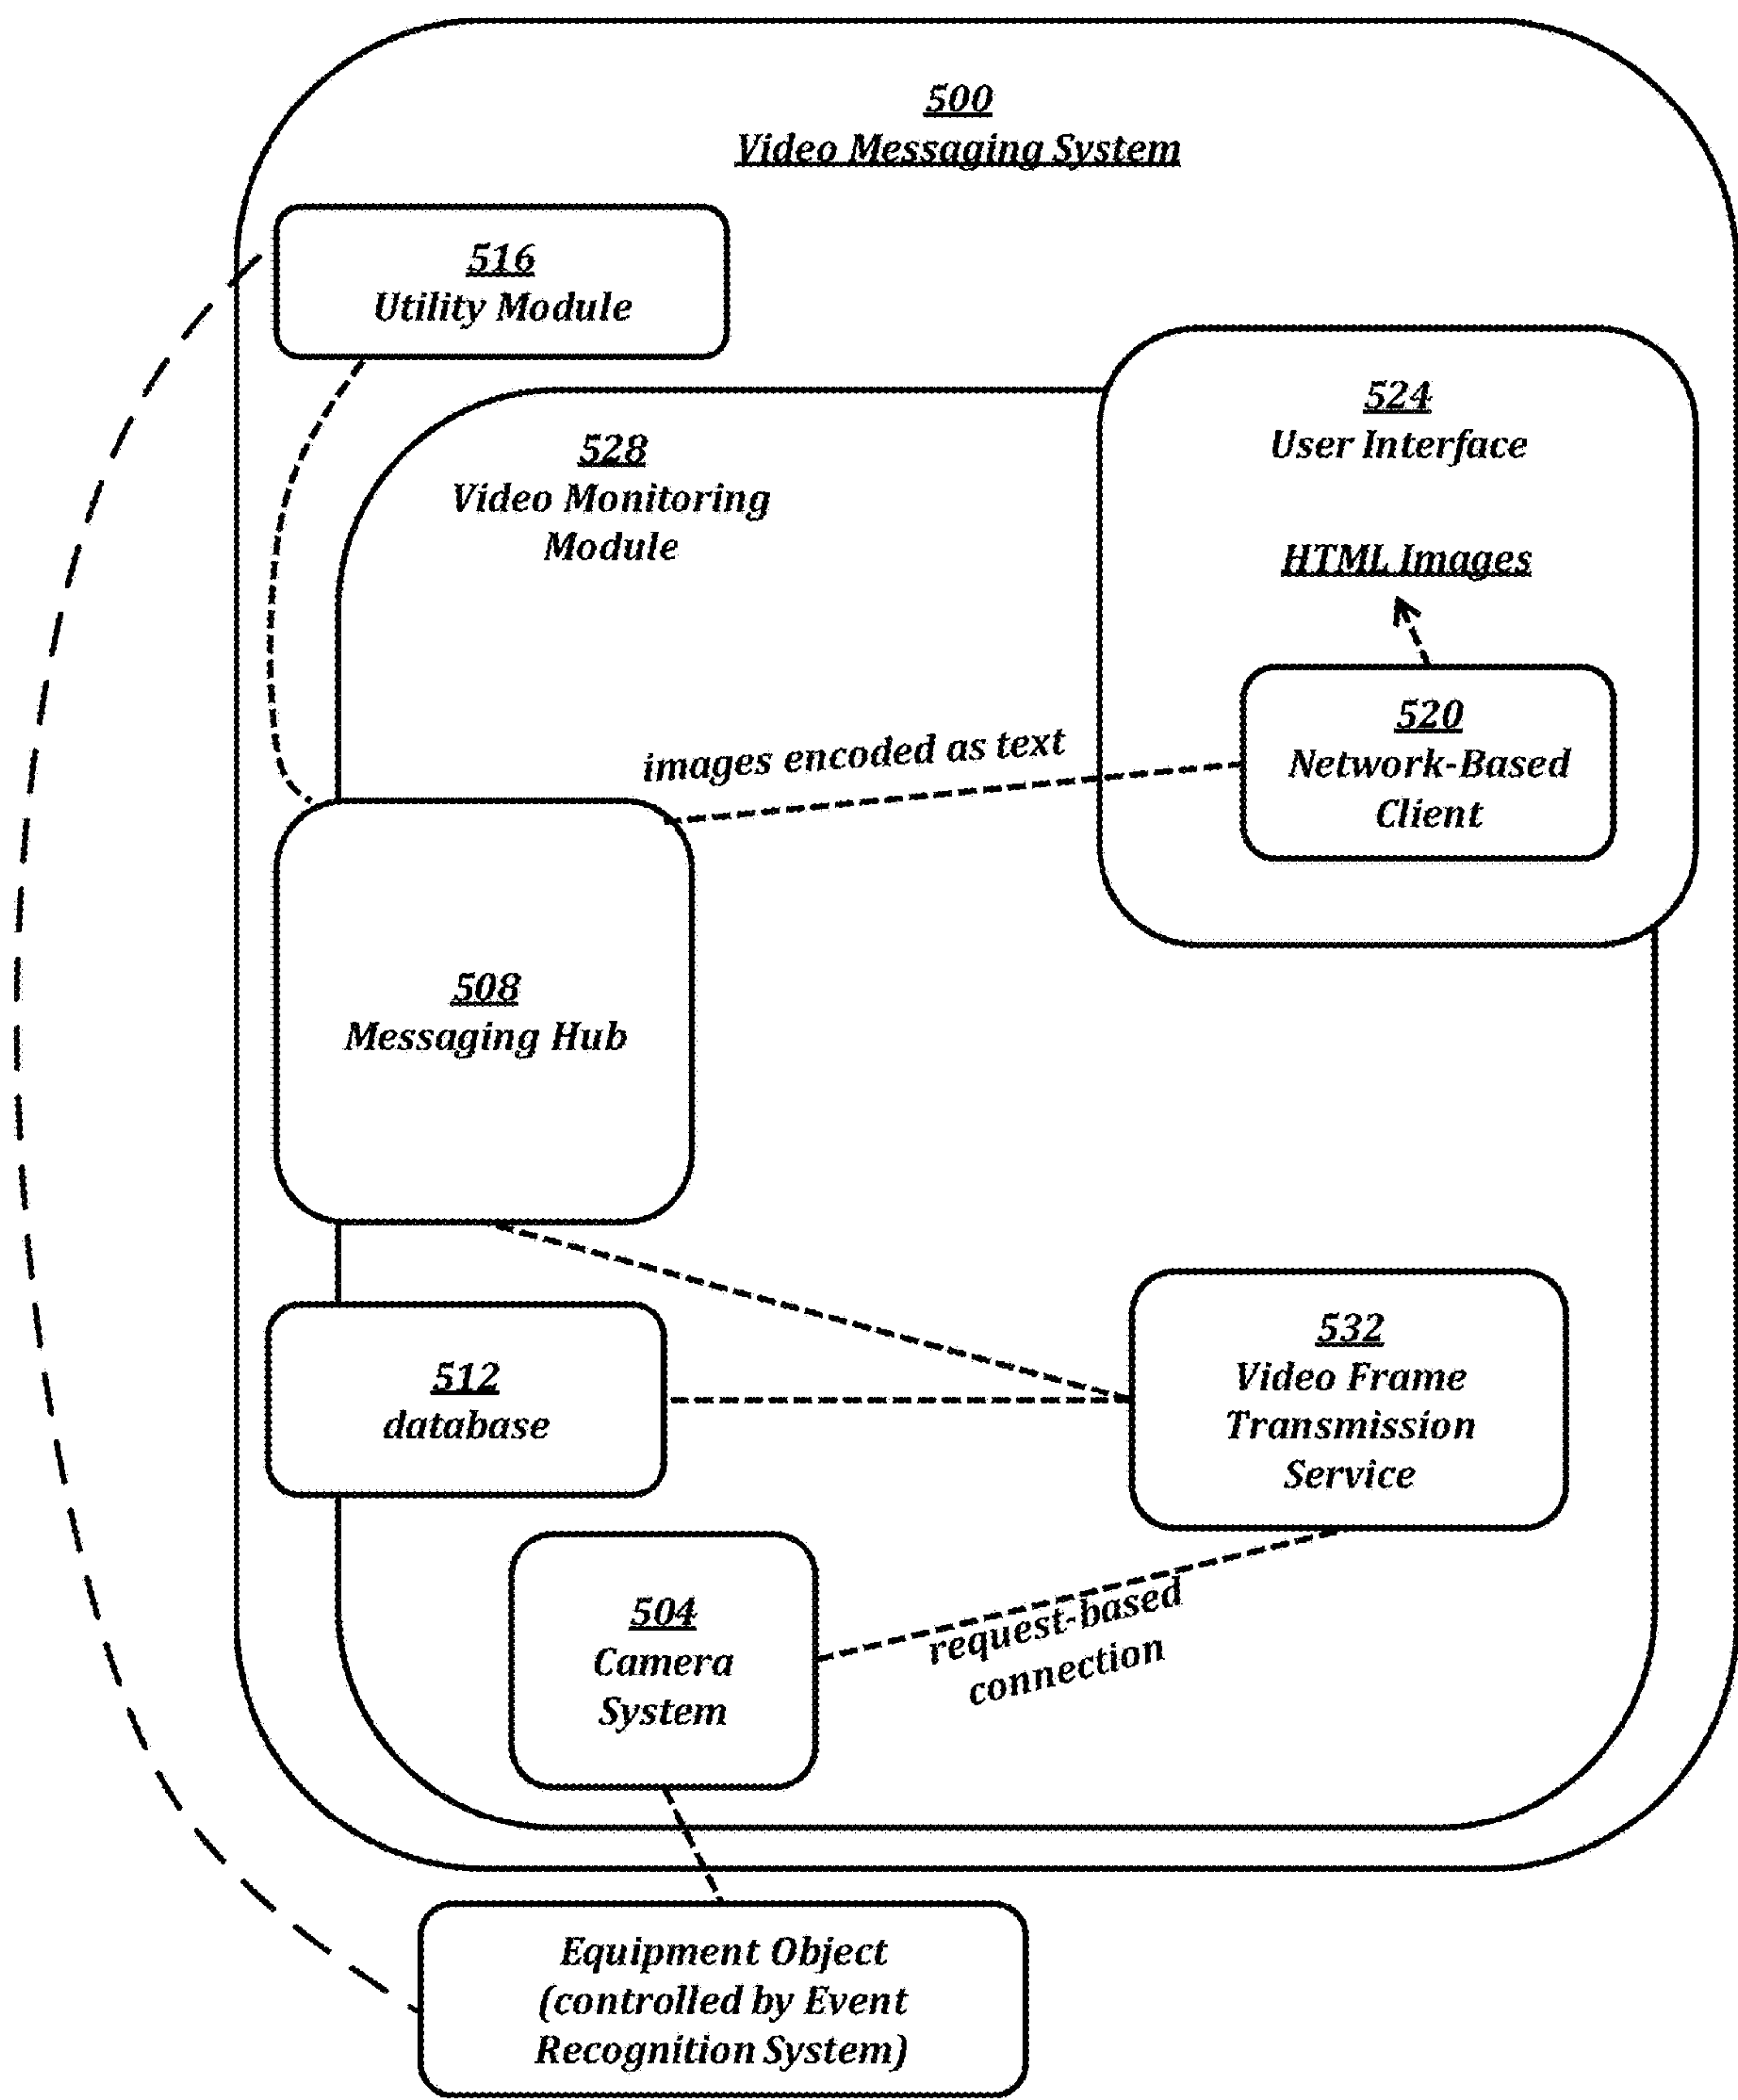 500
Video Messaging System
516
Utility Module
524
User Interface
528
Video Monitoring
Module
HTML Images
520
Network-Based
Client
images encoded as text
508
Messaging Hub
532
Video Frame
Transmission
Service
512
database
504
Camera
System
request-based
connection
Equipment Object
(controlled by Event
Recognition System)